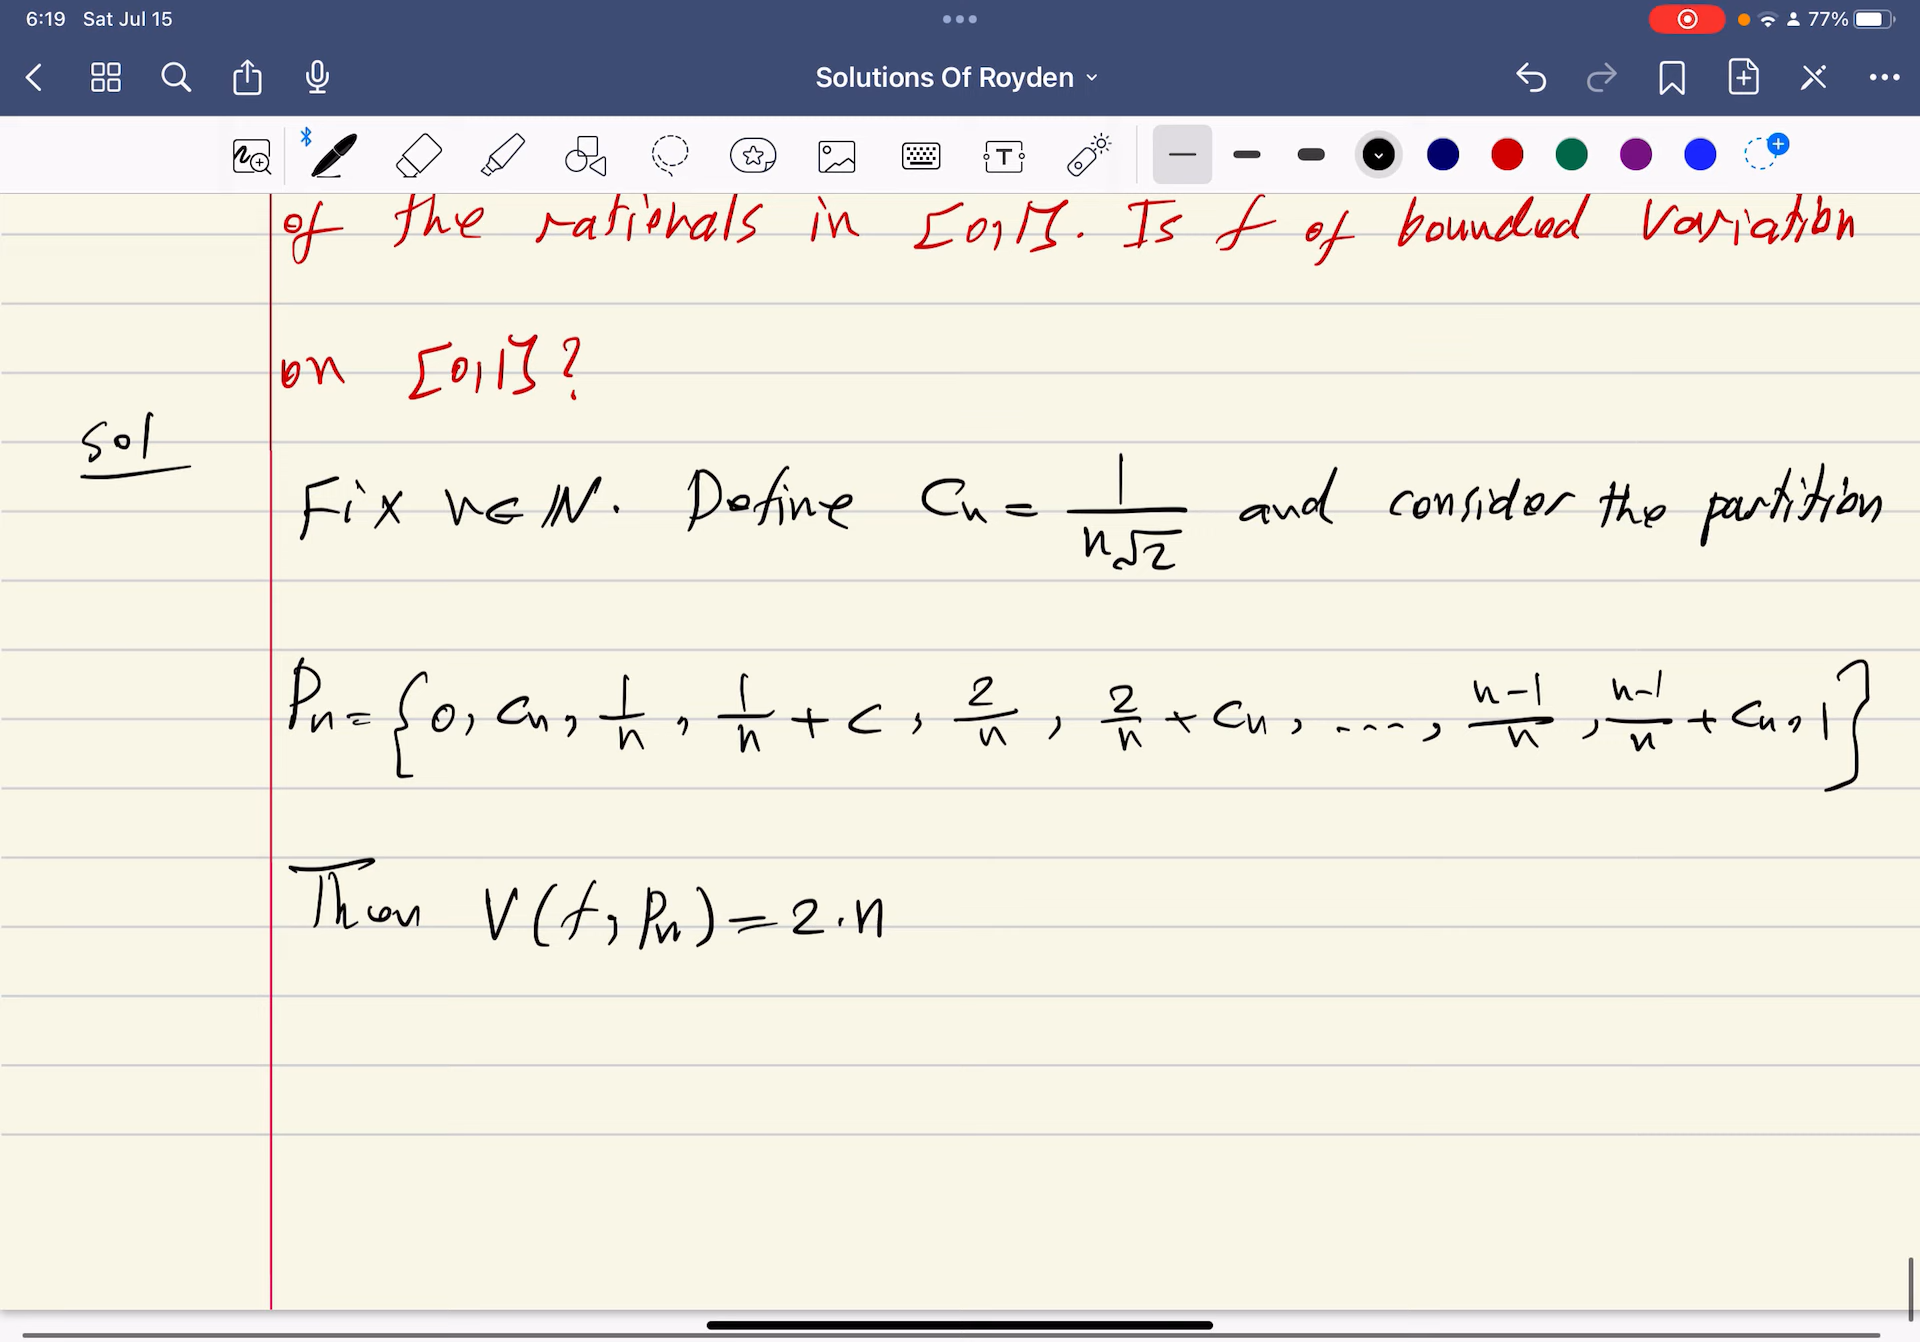 6:19 Sat Jul 15
77%
Solutions Of Royden
of the rationals in [0,1]. Is f of bounded variation
on [0,1]?
Sol
Fix n∈ℕ. Define Cn = 1/(n√2) and consider the partition
Pn = {0, Cn, 1/n, 1/n + C, 2/n, 2/n + Cn, ---, (n-1)/n, (n-1)/n + Cn, 1}
Then V(f, Pn) = 2.n